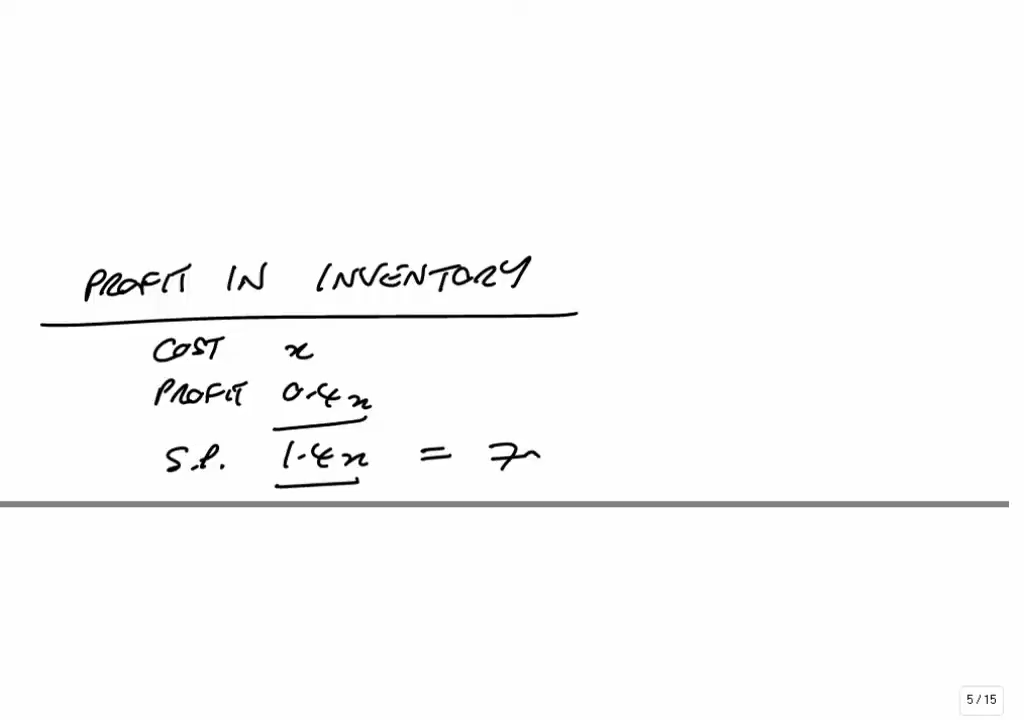 PROFIT IN INVENTORY
COST x
PROFIT 0.4x
S.P. 1.4x = 7
5 / 15